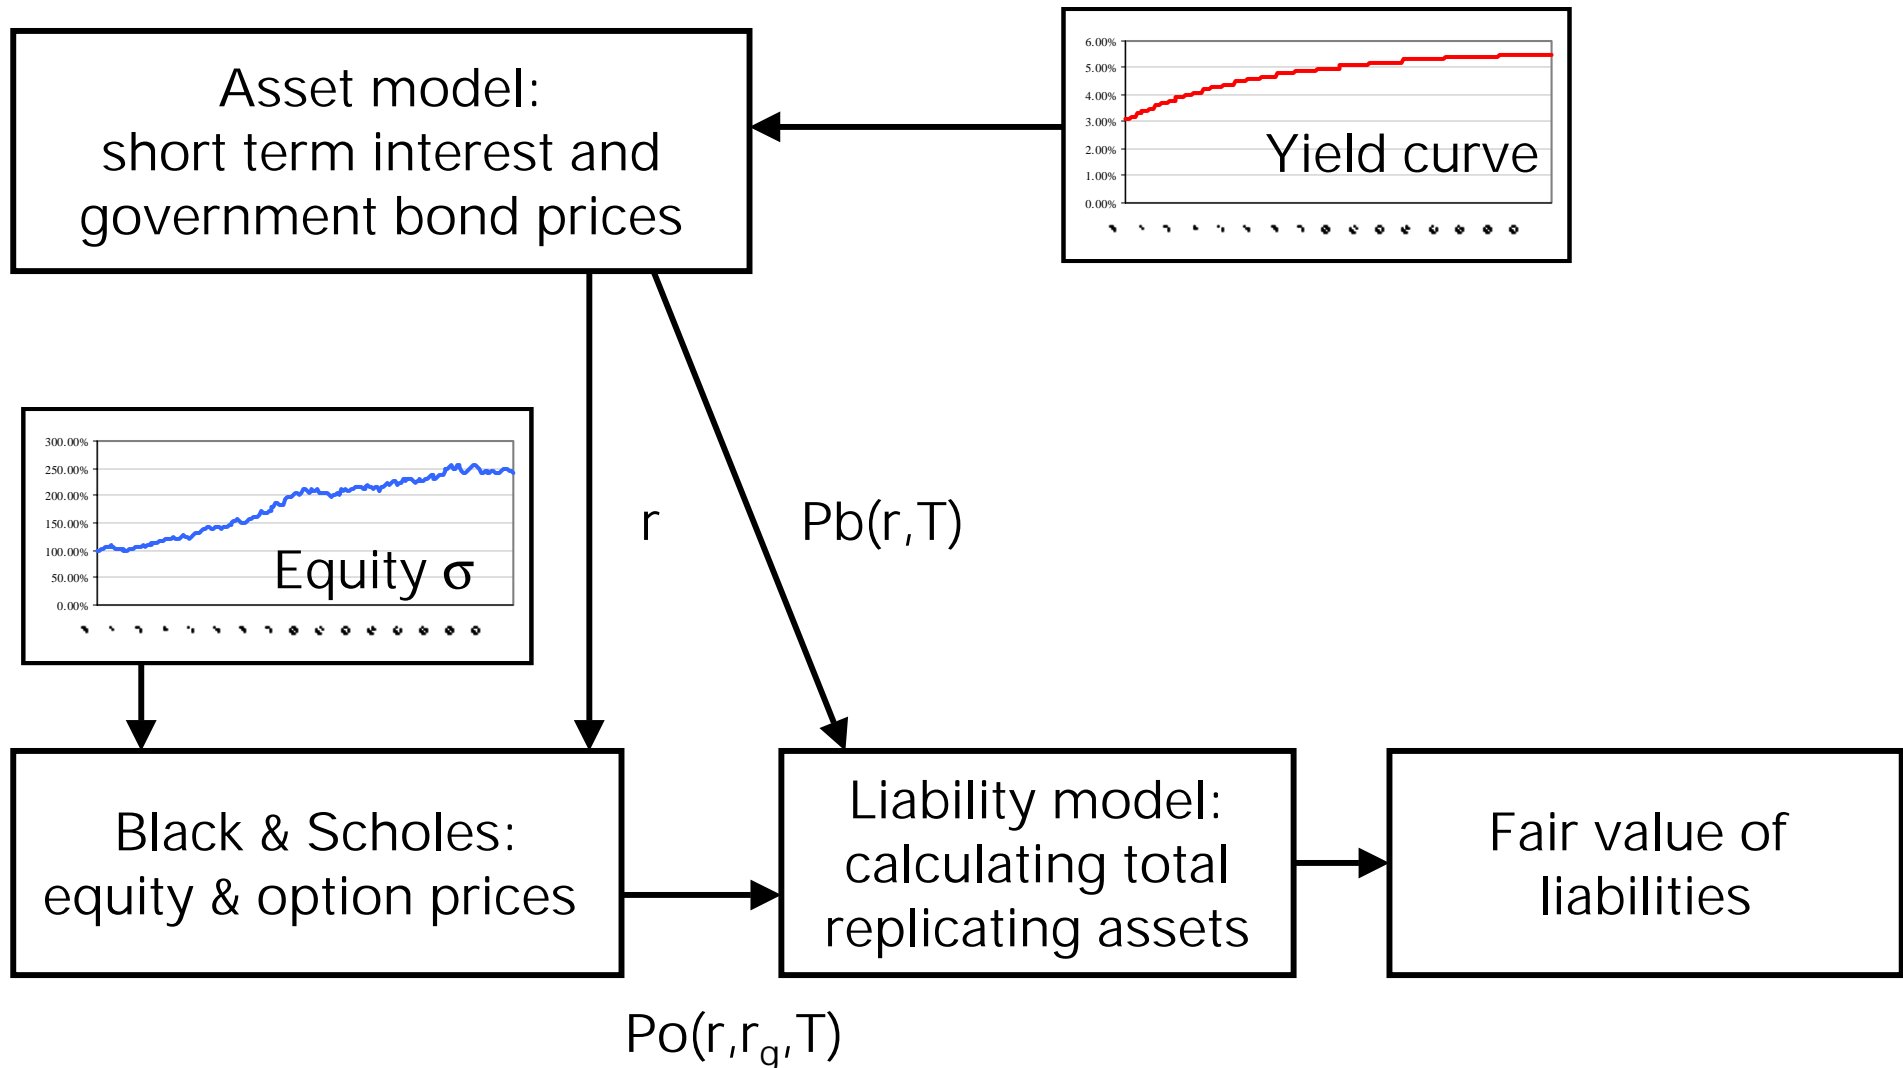 Asset model:
short term interest and
government bond prices
6.00%
5.00%
4.00%
3.00%
2.00%
1.00%
0.00%
Yield curve
300.00%
250.00%
200.00%
150.00%
100.00%
50.00%
0.00%
Equity σ
r
Pb(r,T)
Black & Scholes:
equity & option prices
Liability model:
calculating total
replicating assets
Fair value of
liabilities
Po(r,r_g,T)